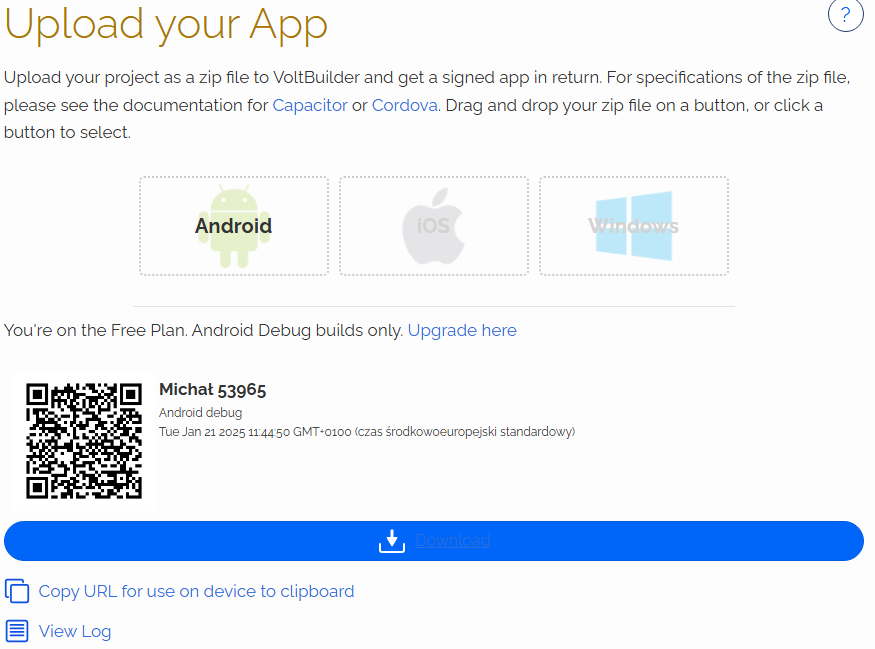 Upload your App
?
Upload your project as a zip file to VoltBuilder and get a signed app in return. For specifications of the zip file,
please see the documentation for Capacitor or Cordova. Drag and drop your zip file on a button, or click a
button to select.
Android
iOS
Windows
You're on the Free Plan. Android Debug builds only. Upgrade here
Michał 53965
Android debug
Tue Jan 21 2025 11:44:50 GMT+0100 (czas środkowoeuropejski standardowy)
Download
Copy URL for use on device to clipboard
View Log